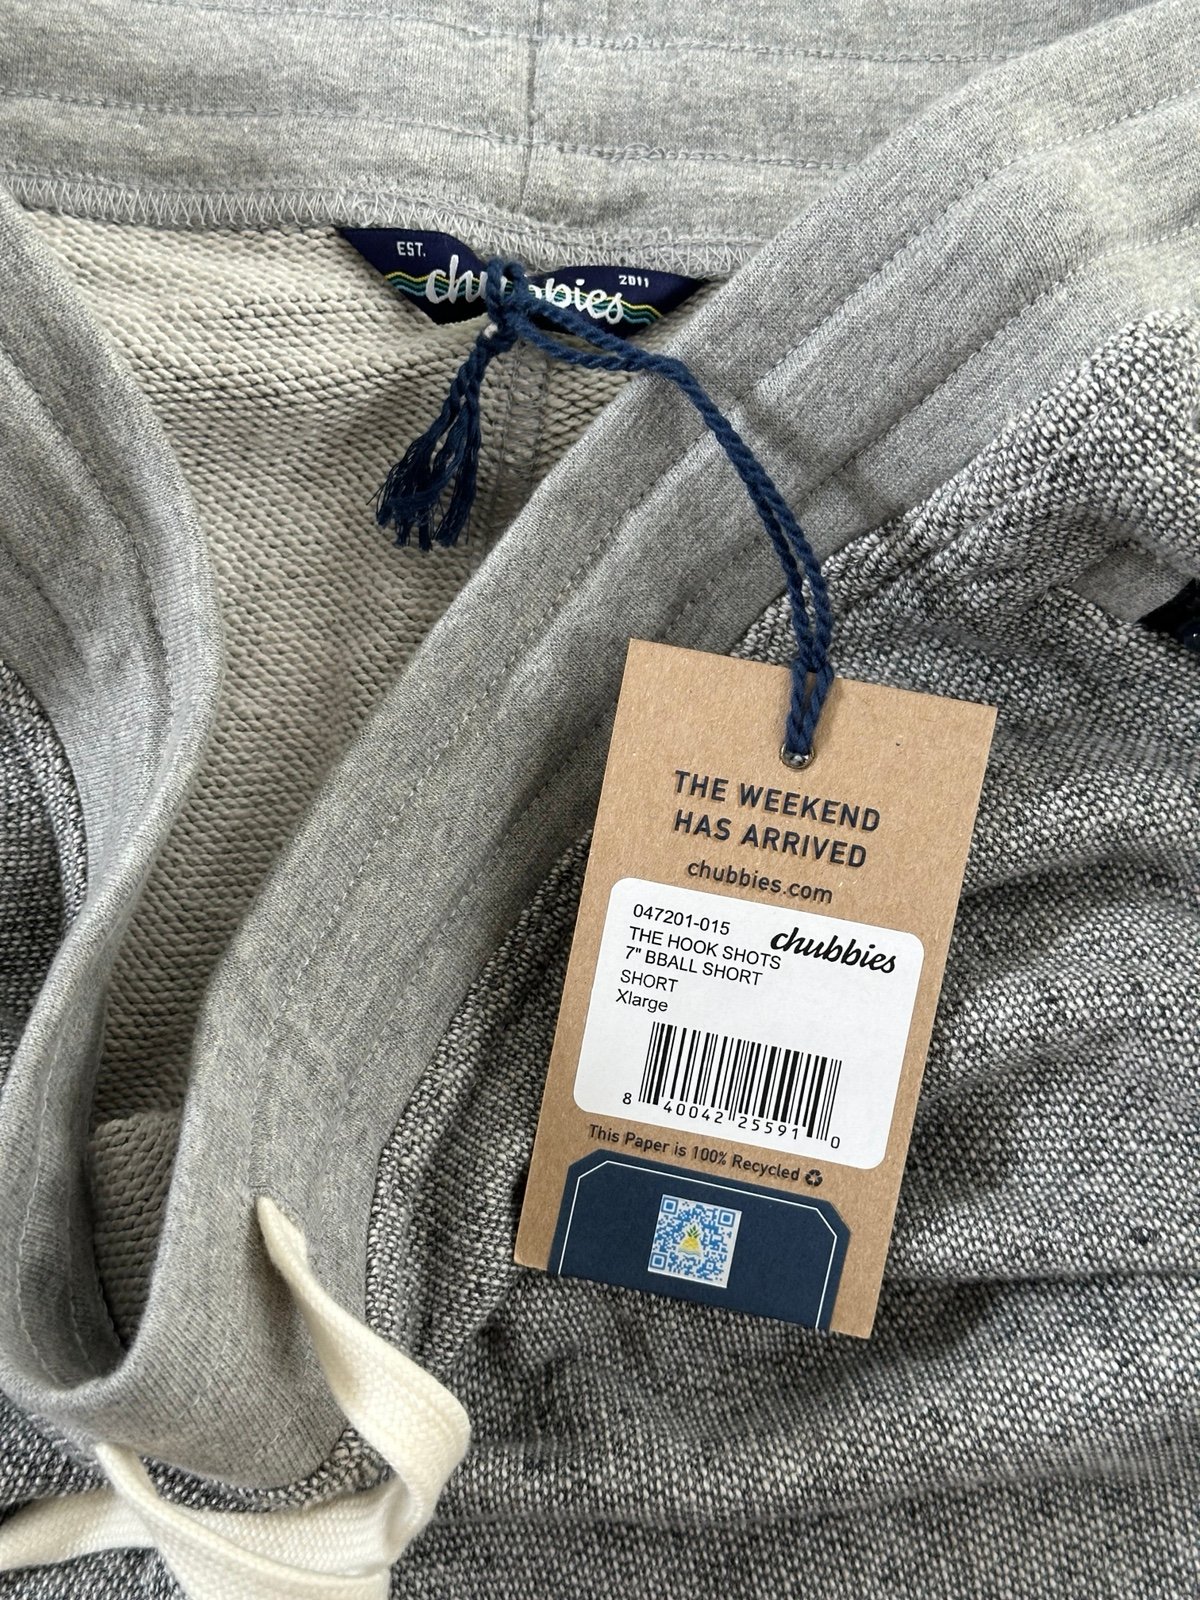 EST. 2011
chubbies
THE WEEKEND
HAS ARRIVED
chubbies.com
047201-015
chubbies
THE HOOK SHOTS
7" BBALL SHORT
SHORT
Xlarge
8 40042 25591 0
This Paper is 100% Recycled